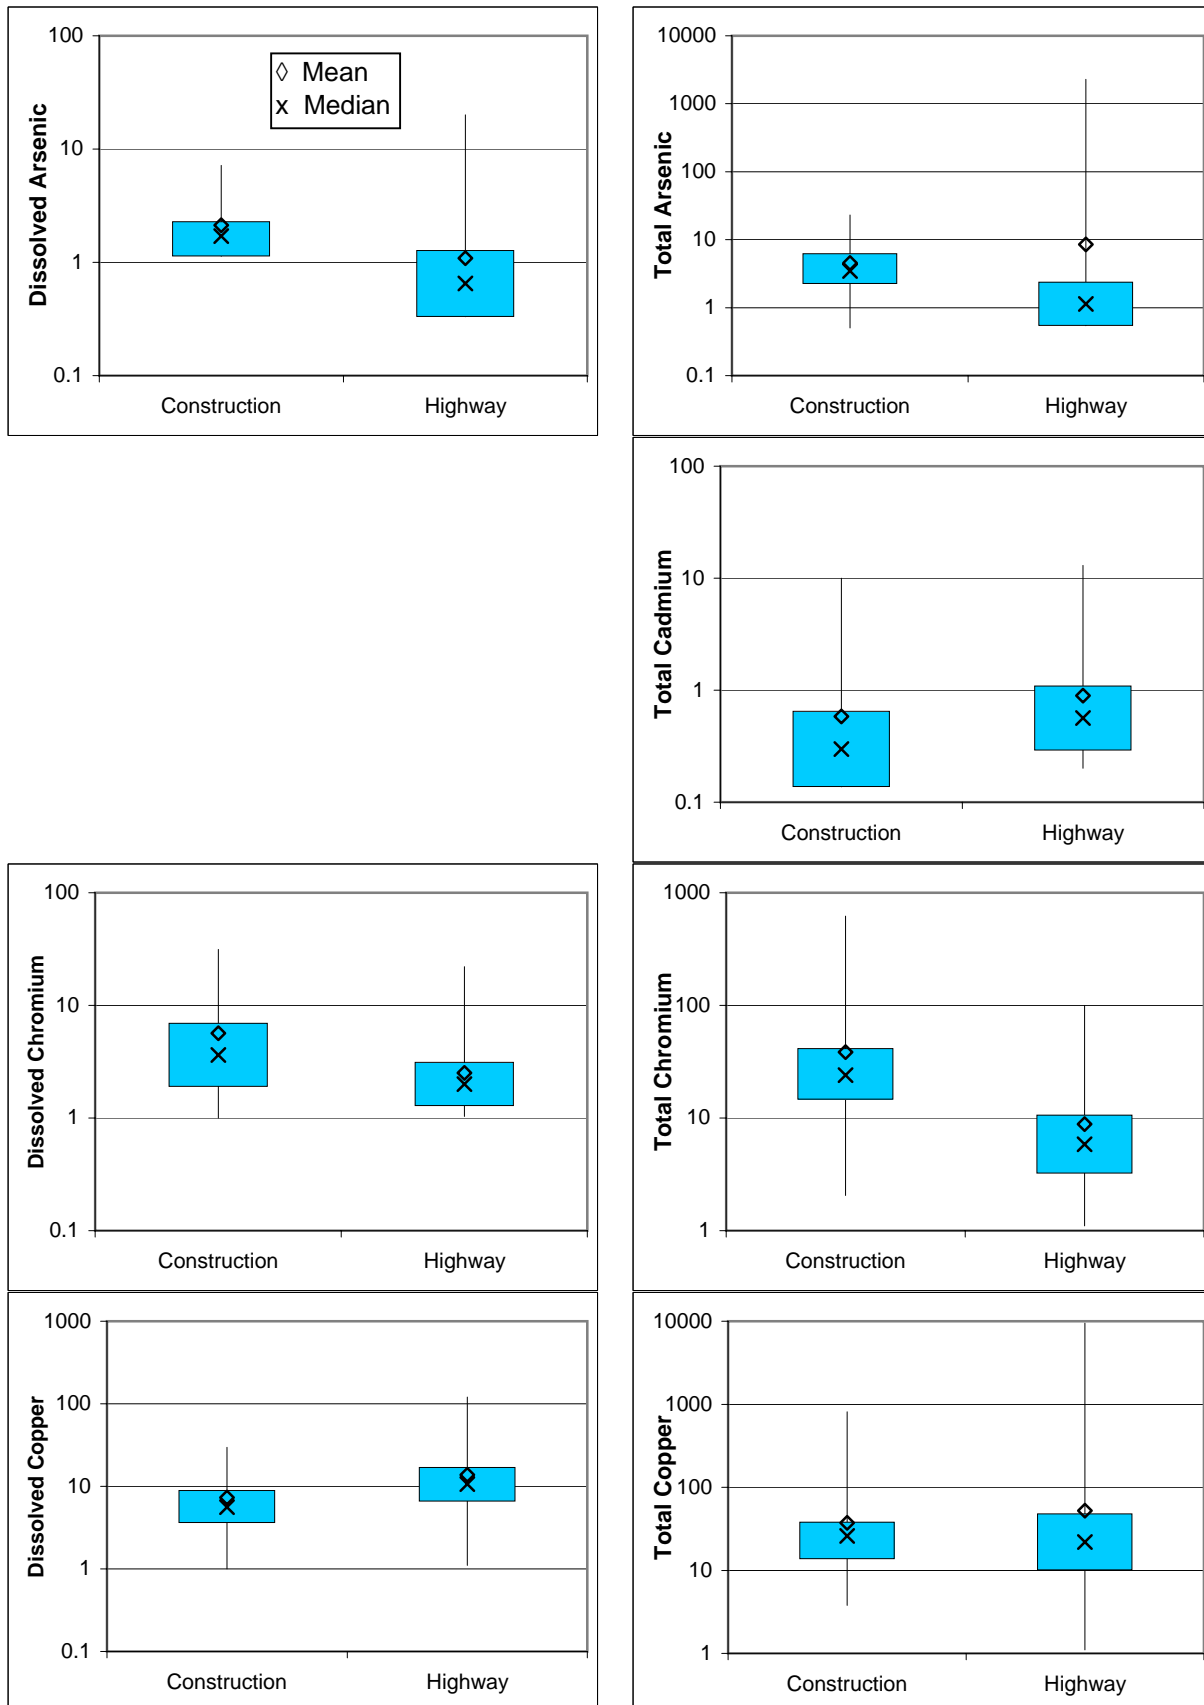 Dissolved Arsenic
100
10
1
0.1
◊ Mean
x Median
Construction Highway
Total Arsenic
10000
1000
100
10
1
0.1
Construction Highway
Total Cadmium
100
10
1
0.1
Construction Highway
Dissolved Chromium
100
10
1
0.1
Construction Highway
Total Chromium
1000
100
10
1
Construction Highway
Dissolved Copper
1000
100
10
1
0.1
Construction Highway
Total Copper
10000
1000
100
10
1
Construction Highway